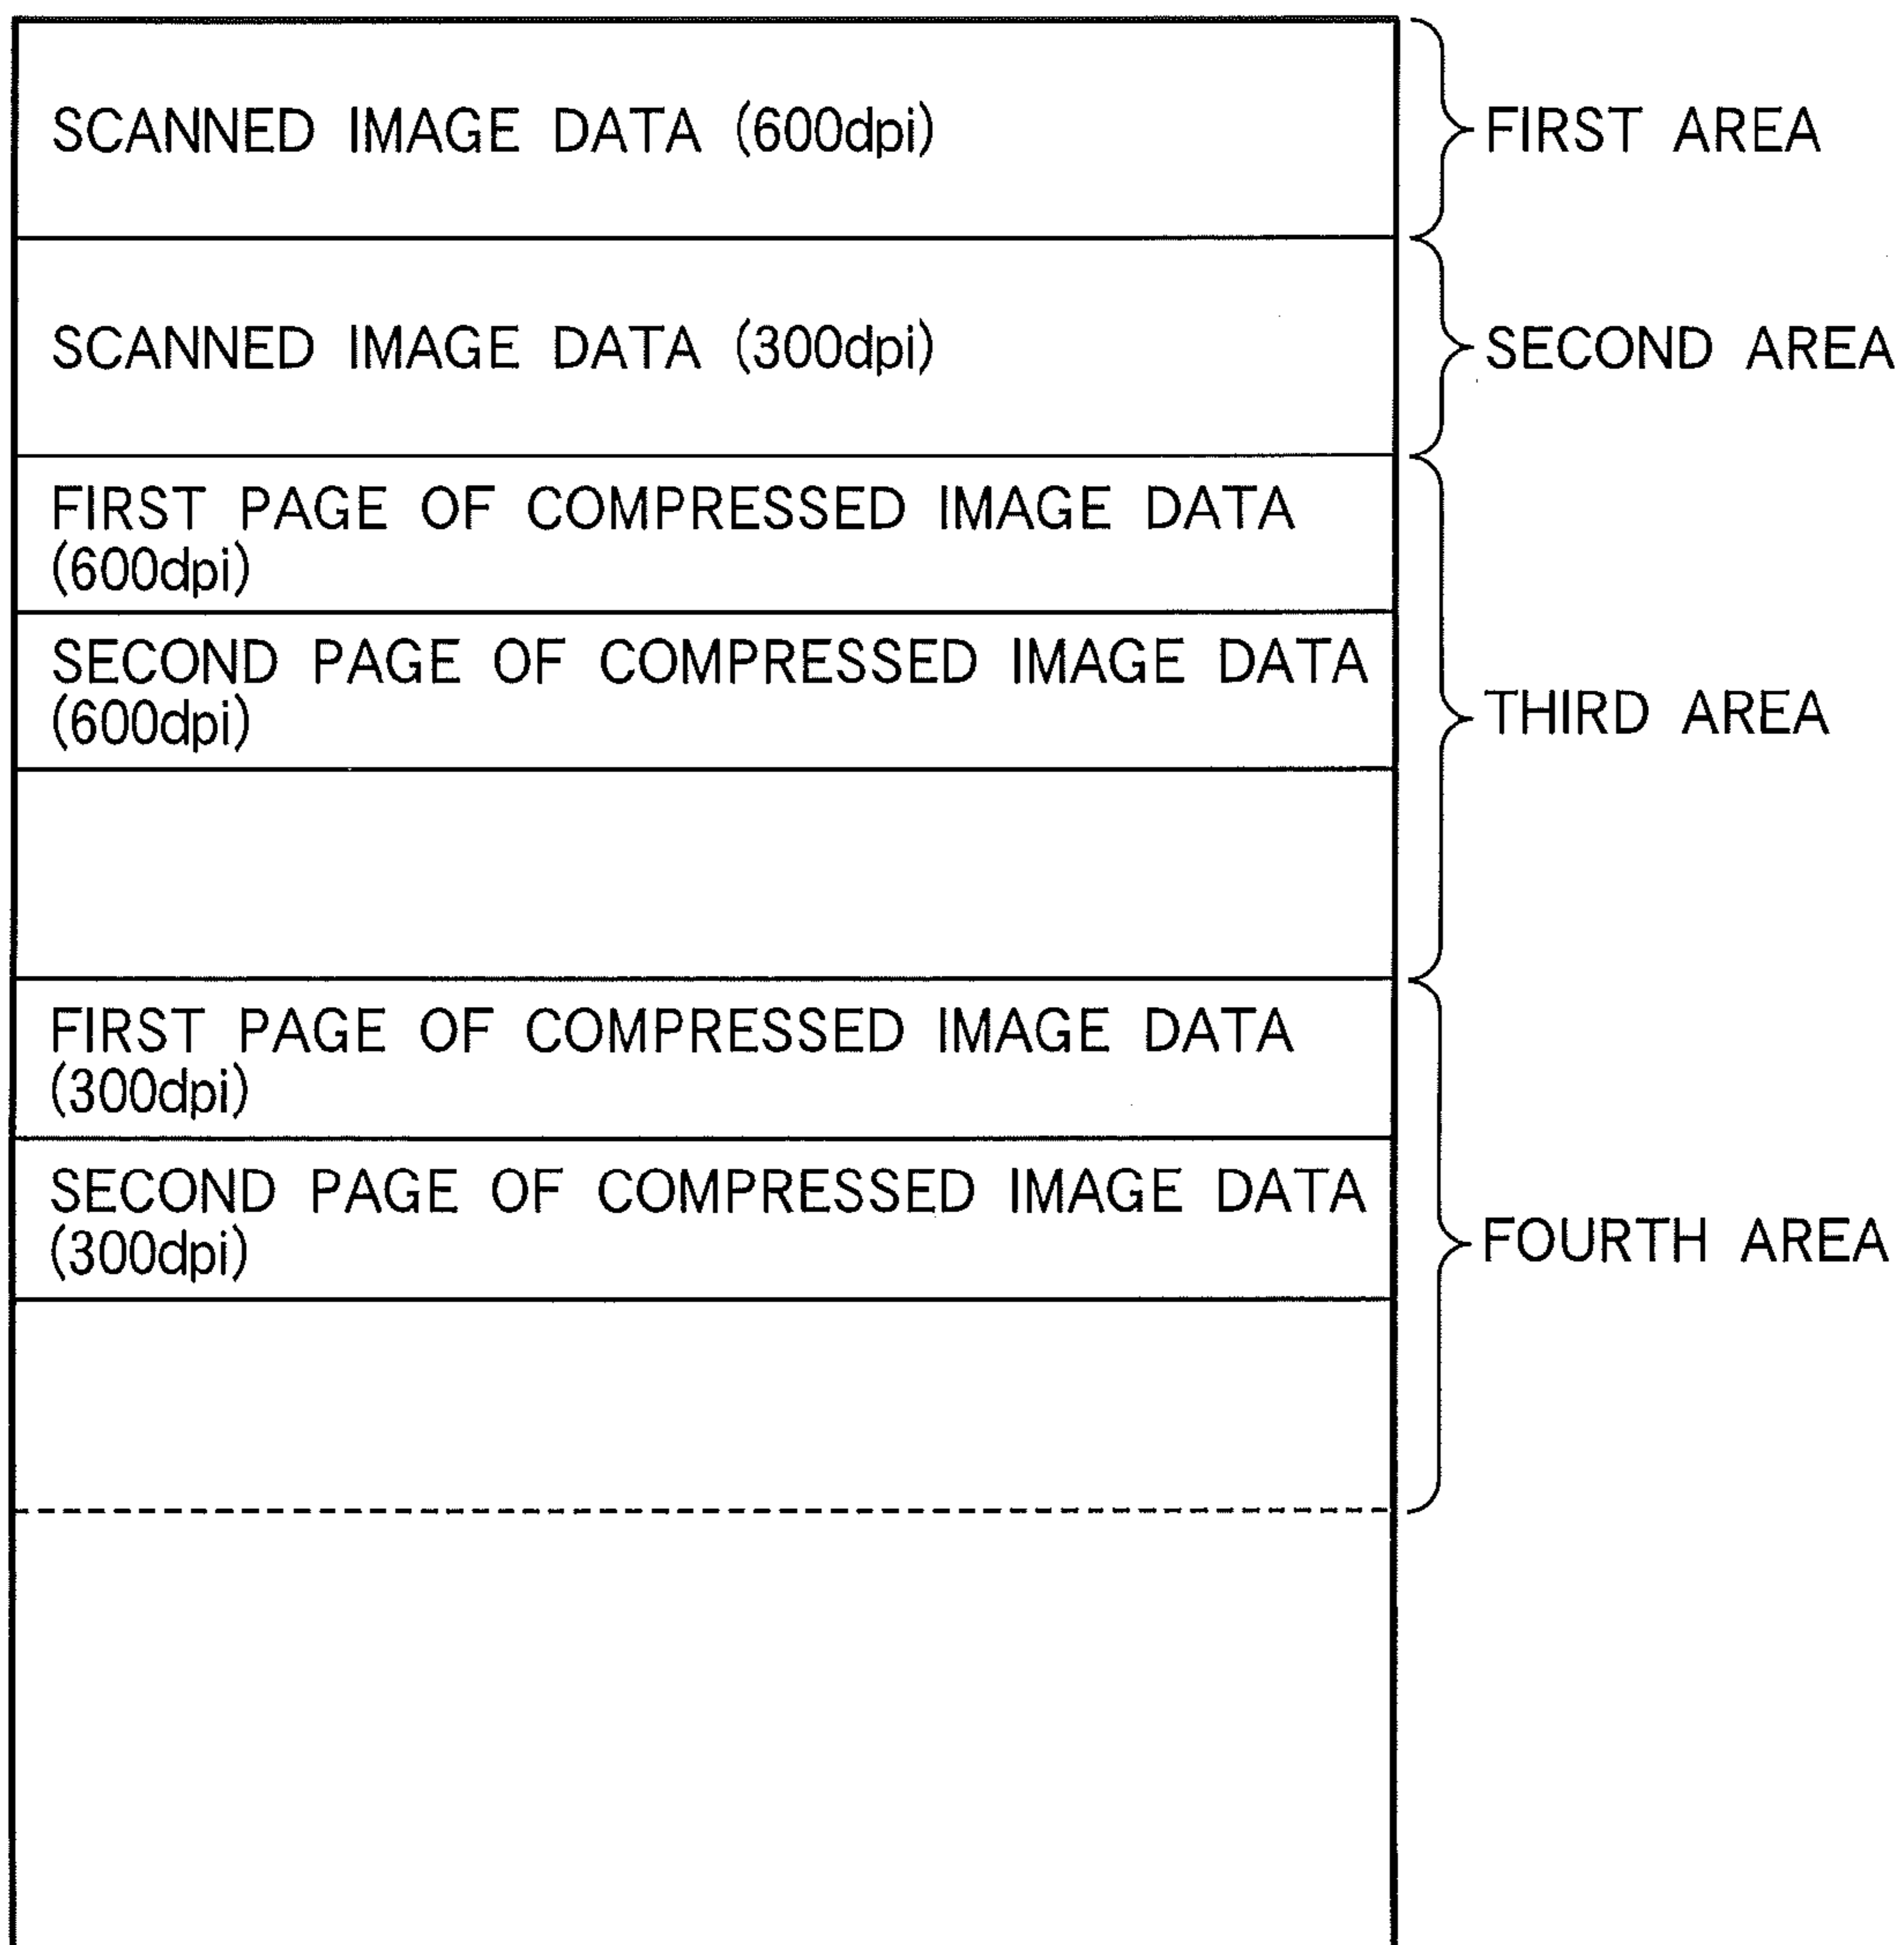 SCANNED IMAGE DATA (600dpi)
FIRST AREA
SCANNED IMAGE DATA (300dpi)
SECOND AREA
FIRST PAGE OF COMPRESSED IMAGE DATA
(600dpi)
SECOND PAGE OF COMPRESSED IMAGE DATA
(600dpi)
THIRD AREA
FIRST PAGE OF COMPRESSED IMAGE DATA
(300dpi)
SECOND PAGE OF COMPRESSED IMAGE DATA
(300dpi)
FOURTH AREA